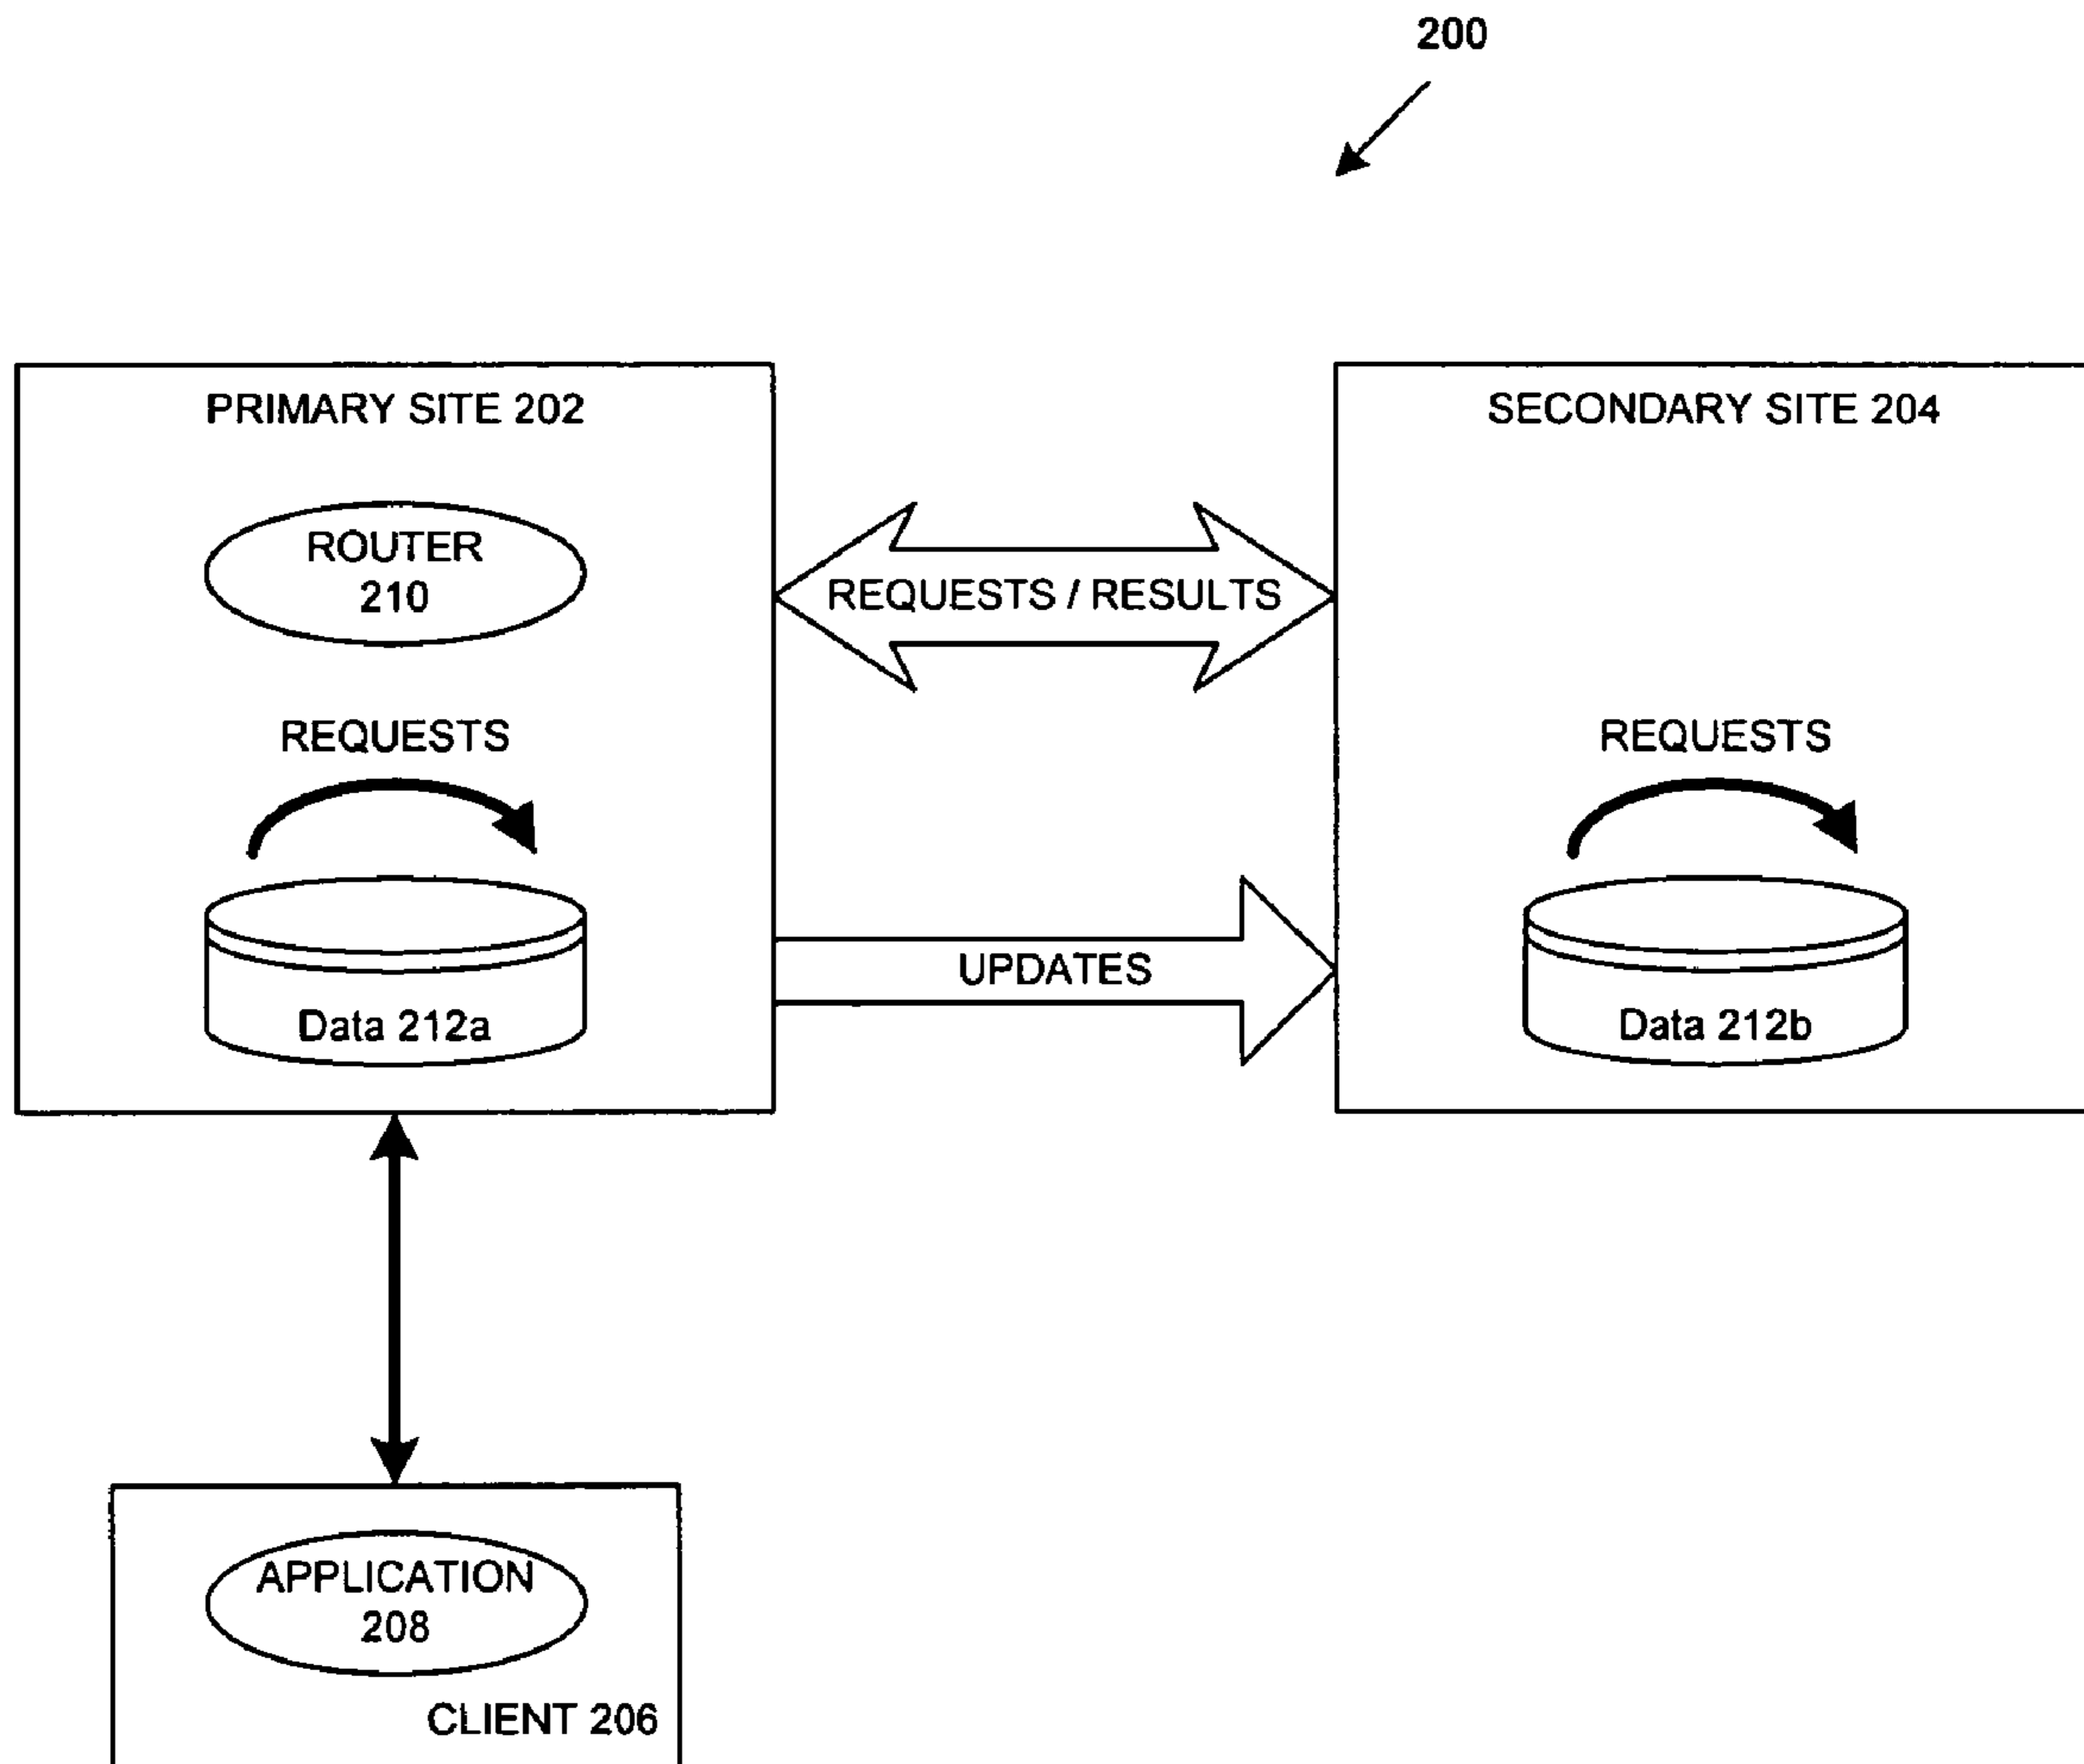 200
PRIMARY SITE 202
SECONDARY SITE 204
ROUTER
210
REQUESTS / RESULTS
REQUESTS
REQUESTS
UPDATES
Data 212a
Data 212b
APPLICATION
208
CLIENT 206